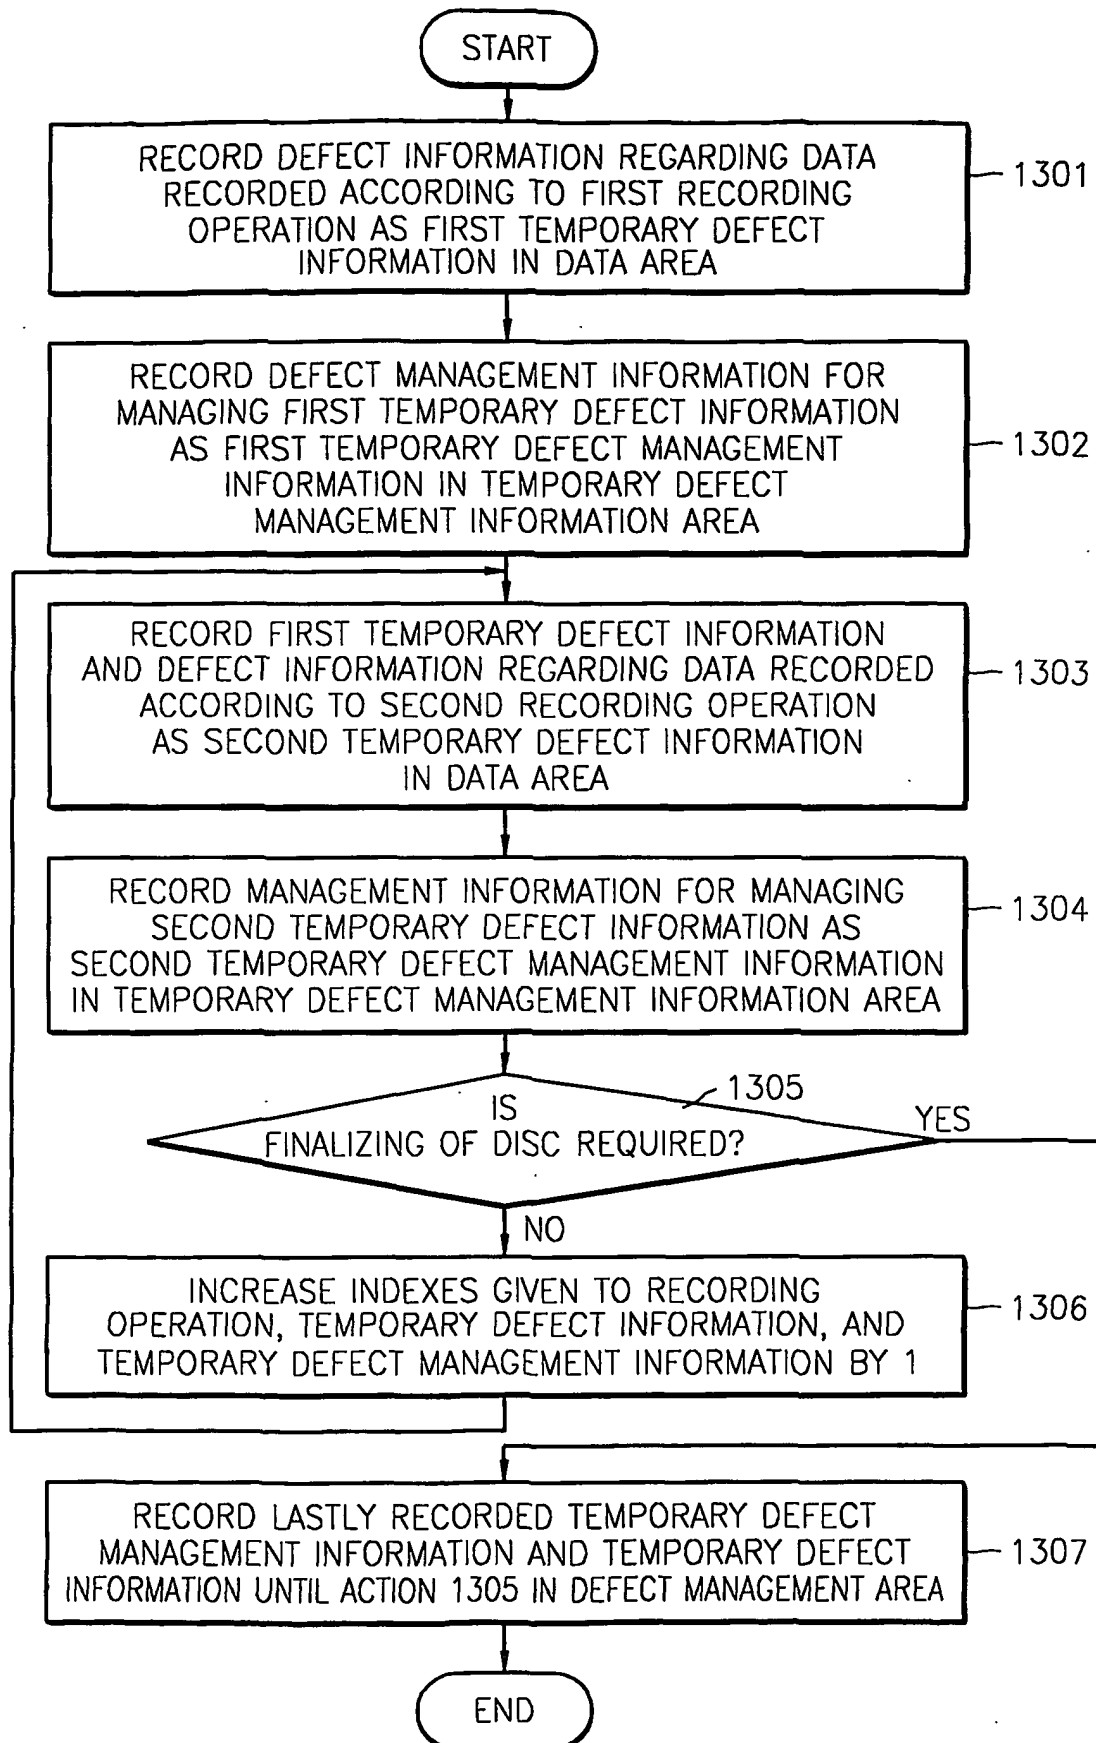 START
RECORD DEFECT INFORMATION REGARDING DATA
RECORDED ACCORDING TO FIRST RECORDING
OPERATION AS FIRST TEMPORARY DEFECT
INFORMATION IN DATA AREA
1301
RECORD DEFECT MANAGEMENT INFORMATION FOR
MANAGING FIRST TEMPORARY DEFECT INFORMATION
AS FIRST TEMPORARY DEFECT MANAGEMENT
INFORMATION IN TEMPORARY DEFECT
MANAGEMENT INFORMATION AREA
1302
RECORD FIRST TEMPORARY DEFECT INFORMATION
AND DEFECT INFORMATION REGARDING DATA RECORDED
ACCORDING TO SECOND RECORDING OPERATION
AS SECOND TEMPORARY DEFECT INFORMATION
IN DATA AREA
1303
RECORD MANAGEMENT INFORMATION FOR MANAGING
SECOND TEMPORARY DEFECT INFORMATION AS
SECOND TEMPORARY DEFECT MANAGEMENT INFORMATION
IN TEMPORARY DEFECT MANAGEMENT INFORMATION AREA
1304
1305
IS
FINALIZING OF DISC REQUIRED?
YES
NO
INCREASE INDEXES GIVEN TO RECORDING
OPERATION, TEMPORARY DEFECT INFORMATION, AND
TEMPORARY DEFECT MANAGEMENT INFORMATION BY 1
1306
RECORD LASTLY RECORDED TEMPORARY DEFECT
MANAGEMENT INFORMATION AND TEMPORARY DEFECT
INFORMATION UNTIL ACTION 1305 IN DEFECT MANAGEMENT AREA
1307
END